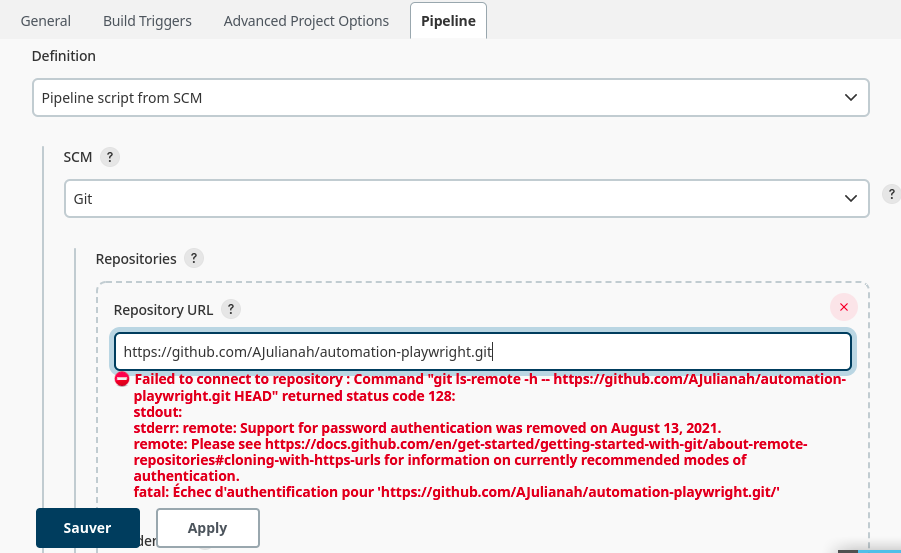 General Build Triggers Advanced Project Options Pipeline
Definition
Pipeline script from SCM
SCM ?
Git
?
Repositories ?
Repository URL ?
https://github.com/AJulianah/automation-playwright.git
Failed to connect to repository : Command "git ls-remote -h -- https://github.com/AJulianah/automation-
playwright.git HEAD" returned status code 128:
stdout:
stderr: remote: Support for password authentication was removed on August 13, 2021.
remote: Please see https://docs.github.com/en/get-started/getting-started-with-git/about-remote-
repositories#cloning-with-https-urls for information on currently recommended modes of
authentication.
fatal: Échec d'authentification pour 'https://github.com/AJulianah/automation-playwright.git/'
Sauver Apply